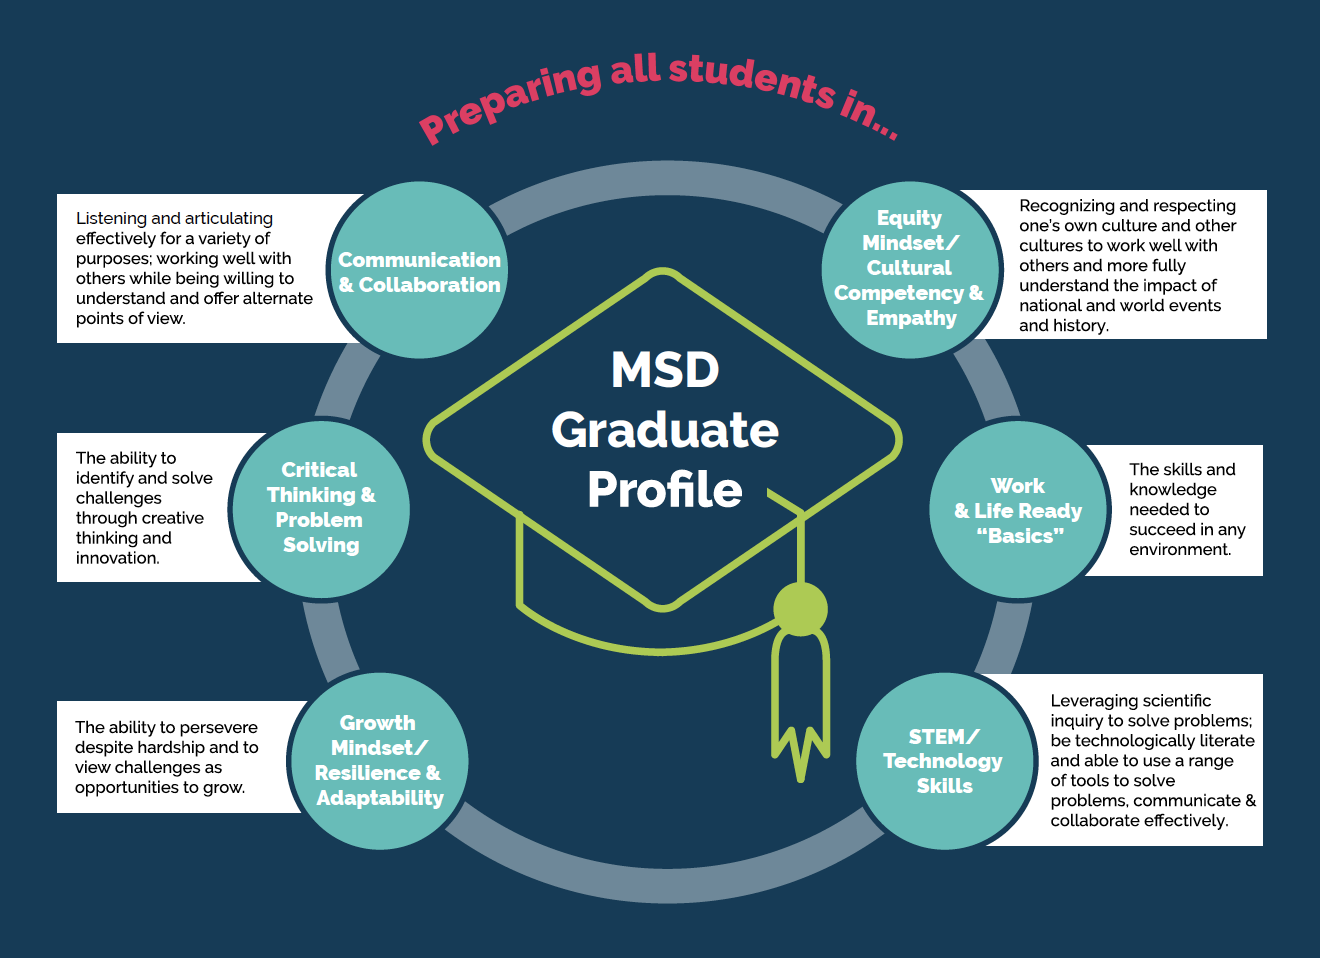 Preparing all students in...
Listening and articulating
effectively for a variety of
purposes; working well with
others while being willing to
understand and offer alternate
points of view.
Communication
& Collaboration
Equity
Mindset/
Cultural
Competency &
Empathy
Recognizing and respecting
one's own culture and other
cultures to work well with
others and more fully
understand the impact of
national and world events
and history.
MSD
Graduate
Profile
The ability to
identify and solve
challenges
through creative
thinking and
innovation.
Critical
Thinking &
Problem
Solving
Work
& Life Ready
“Basics”
The skills and
knowledge
needed to
succeed in any
environment.
The ability to persevere
despite hardship and to
view challenges as
opportunities to grow.
Growth
Mindset/
Resilience &
Adaptability
STEM/
Technology
Skills
Leveraging scientific
inquiry to solve problems;
be technologically literate
and able to use a range
of tools to solve
problems, communicate &
collaborate effectively.